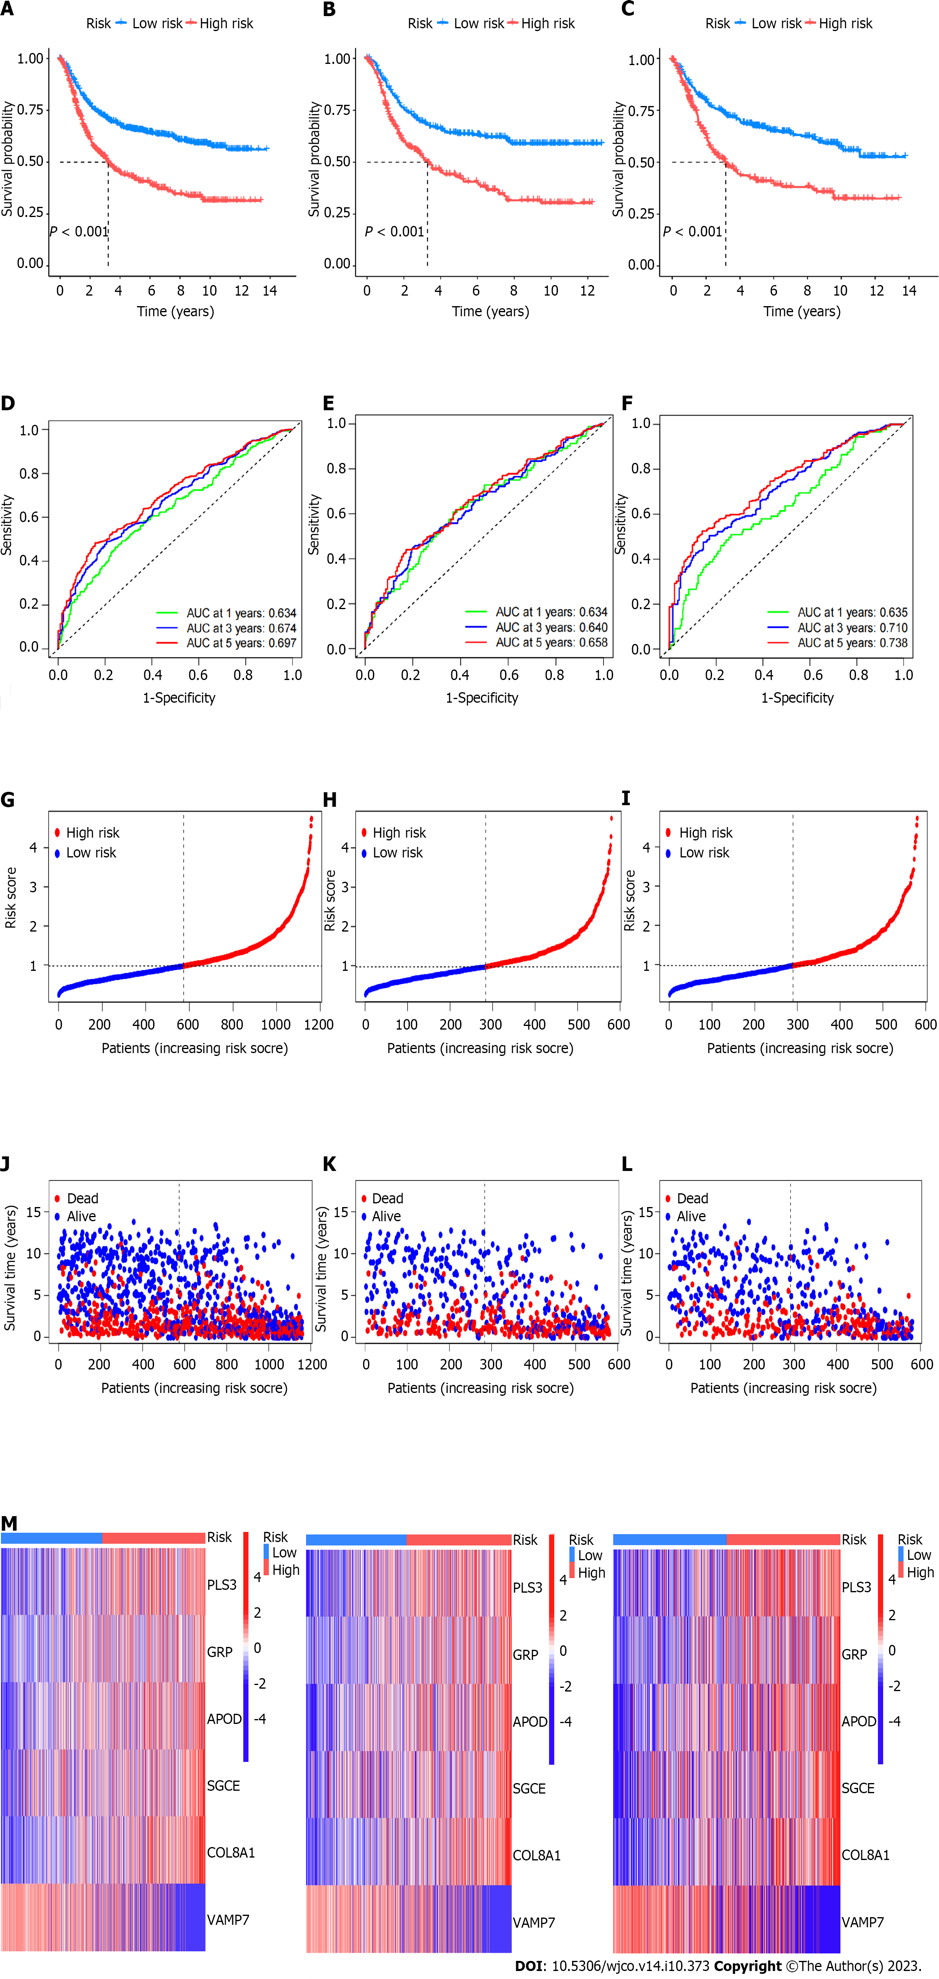 A
Risk Low risk High risk
Survival probability
1.00
0.75
0.50
0.25
0.00
P < 0.001
0 2 4 6 8 10 12 14
Time (years)
B
Risk Low risk High risk
Survival probability
1.00
0.75
0.50
0.25
0.00
P < 0.001
0 2 4 6 8 10 12
Time (years)
C
Risk Low risk High risk
Survival probability
1.00
0.75
0.50
0.25
0.00
P < 0.001
0 2 4 6 8 10 12 14
Time (years)
D
Sensitivity
1.0
0.8
0.6
0.4
0.2
0.0
AUC at 1 years: 0.634
AUC at 3 years: 0.674
AUC at 5 years: 0.697
0.0 0.2 0.4 0.6 0.8 1.0
1-Specificity
E
Sensitivity
1.0
0.8
0.6
0.4
0.2
0.0
AUC at 1 years: 0.634
AUC at 3 years: 0.640
AUC at 5 years: 0.658
0.0 0.2 0.4 0.6 0.8 1.0
1-Specificity
F
Sensitivity
1.0
0.8
0.6
0.4
0.2
0.0
AUC at 1 years: 0.635
AUC at 3 years: 0.710
AUC at 5 years: 0.738
0.0 0.2 0.4 0.6 0.8 1.0
1-Specificity
G
High risk
Low risk
Risk score
4
3
2
1
0 200 400 600 800 1000 1200
Patients (increasing risk socre)
H
High risk
Low risk
Risk score
4
3
2
1
0 100 200 300 400 500 600
Patients (increasing risk socre)
I
High risk
Low risk
Risk score
4
3
2
1
0 100 200 300 400 500 600
Patients (increasing risk socre)
J
Dead
Alive
Survival time (years)
15
10
5
0
0 200 400 600 800 1000 1200
Patients (increasing risk socre)
K
Dead
Alive
Survival time (years)
15
10
5
0
0 100 200 300 400 500 600
Patients (increasing risk socre)
L
Dead
Alive
Survival time (years)
15
10
5
0
0 100 200 300 400 500 600
Patients (increasing risk socre)
M
Risk
PLS3
GRP
APOD
SGCE
COL8A1
VAMP7
4
2
0
-2
-4
Risk
Low
High
Risk
PLS3
GRP
APOD
SGCE
COL8A1
VAMP7
4
2
0
-2
-4
Risk
Low
High
Risk
PLS3
GRP
APOD
SGCE
COL8A1
VAMP7
4
2
0
-2
-4
Risk
Low
High
DOI: 10.5306/wjco.v14.i10.373 Copyright ©The Author(s) 2023.